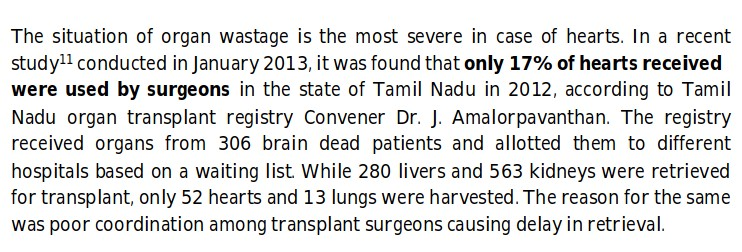 The situation of organ wastage is the most severe in case of hearts. In a recent
study¹¹ conducted in January 2013, it was found that only 17% of hearts received
were used by surgeons in the state of Tamil Nadu in 2012, according to Tamil
Nadu organ transplant registry Convener Dr. J. Amalorpavanthan. The registry
received organs from 306 brain dead patients and allotted them to different
hospitals based on a waiting list. While 280 livers and 563 kidneys were retrieved
for transplant, only 52 hearts and 13 lungs were harvested. The reason for the same
was poor coordination among transplant surgeons causing delay in retrieval.